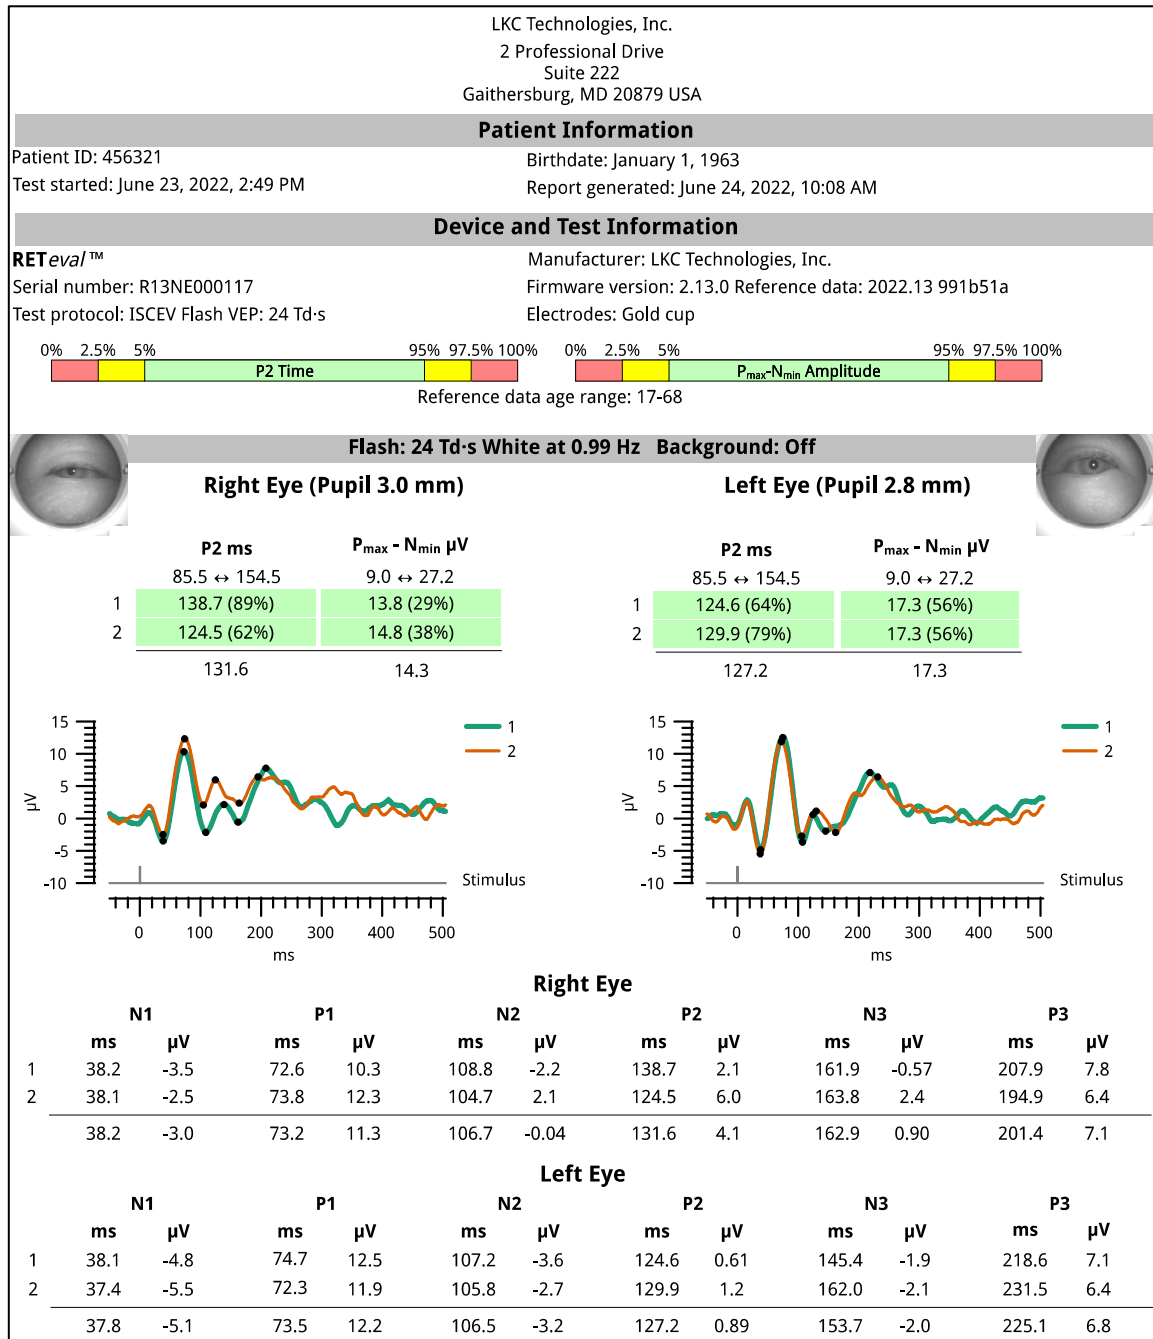 LKC Technologies, Inc.
2 Professional Drive
Suite 222
Gaithersburg, MD 20879 USA
Patient Information
Patient ID: 456321 Birthdate: January 1, 1963
Test started: June 23, 2022, 2:49 PM Report generated: June 24, 2022, 10:08 AM
Device and Test Information
RETeval ™ Manufacturer: LKC Technologies, Inc.
Serial number: R13NE000117 Firmware version: 2.13.0 Reference data: 2022.13 991b51a
Test protocol: ISCEV Flash VEP: 24 Td·s Electrodes: Gold cup
0% 2.5% 5% 95% 97.5% 100% 0% 2.5% 5% 95% 97.5% 100%
P2 Time Pmax-Nmin Amplitude
Reference data age range: 17-68
Flash: 24 Td·s White at 0.99 Hz Background: Off
Right Eye (Pupil 3.0 mm) Left Eye (Pupil 2.8 mm)
P2 ms Pmax - Nmin µV P2 ms Pmax - Nmin µV
85.5 ↔ 154.5 9.0 ↔ 27.2 85.5 ↔ 154.5 9.0 ↔ 27.2
1 138.7 (89%) 13.8 (29%) 1 124.6 (64%) 17.3 (56%)
2 124.5 (62%) 14.8 (38%) 2 129.9 (79%) 17.3 (56%)
131.6 14.3 127.2 17.3
15 1 15 1
10 2 10 2
5 5
µV 0 µV 0
-5 -5
-10 Stimulus -10 Stimulus
0 100 200 300 400 500 0 100 200 300 400 500
ms ms
Right Eye
N1 P1 N2 P2 N3 P3
ms µV ms µV ms µV ms µV ms µV ms µV
1 38.2 -3.5 72.6 10.3 108.8 -2.2 138.7 2.1 161.9 -0.57 207.9 7.8
2 38.1 -2.5 73.8 12.3 104.7 2.1 124.5 6.0 163.8 2.4 194.9 6.4
38.2 -3.0 73.2 11.3 106.7 -0.04 131.6 4.1 162.9 0.90 201.4 7.1
Left Eye
N1 P1 N2 P2 N3 P3
ms µV ms µV ms µV ms µV ms µV ms µV
1 38.1 -4.8 74.7 12.5 107.2 -3.6 124.6 0.61 145.4 -1.9 218.6 7.1
2 37.4 -5.5 72.3 11.9 105.8 -2.7 129.9 1.2 162.0 -2.1 231.5 6.4
37.8 -5.1 73.5 12.2 106.5 -3.2 127.2 0.89 153.7 -2.0 225.1 6.8